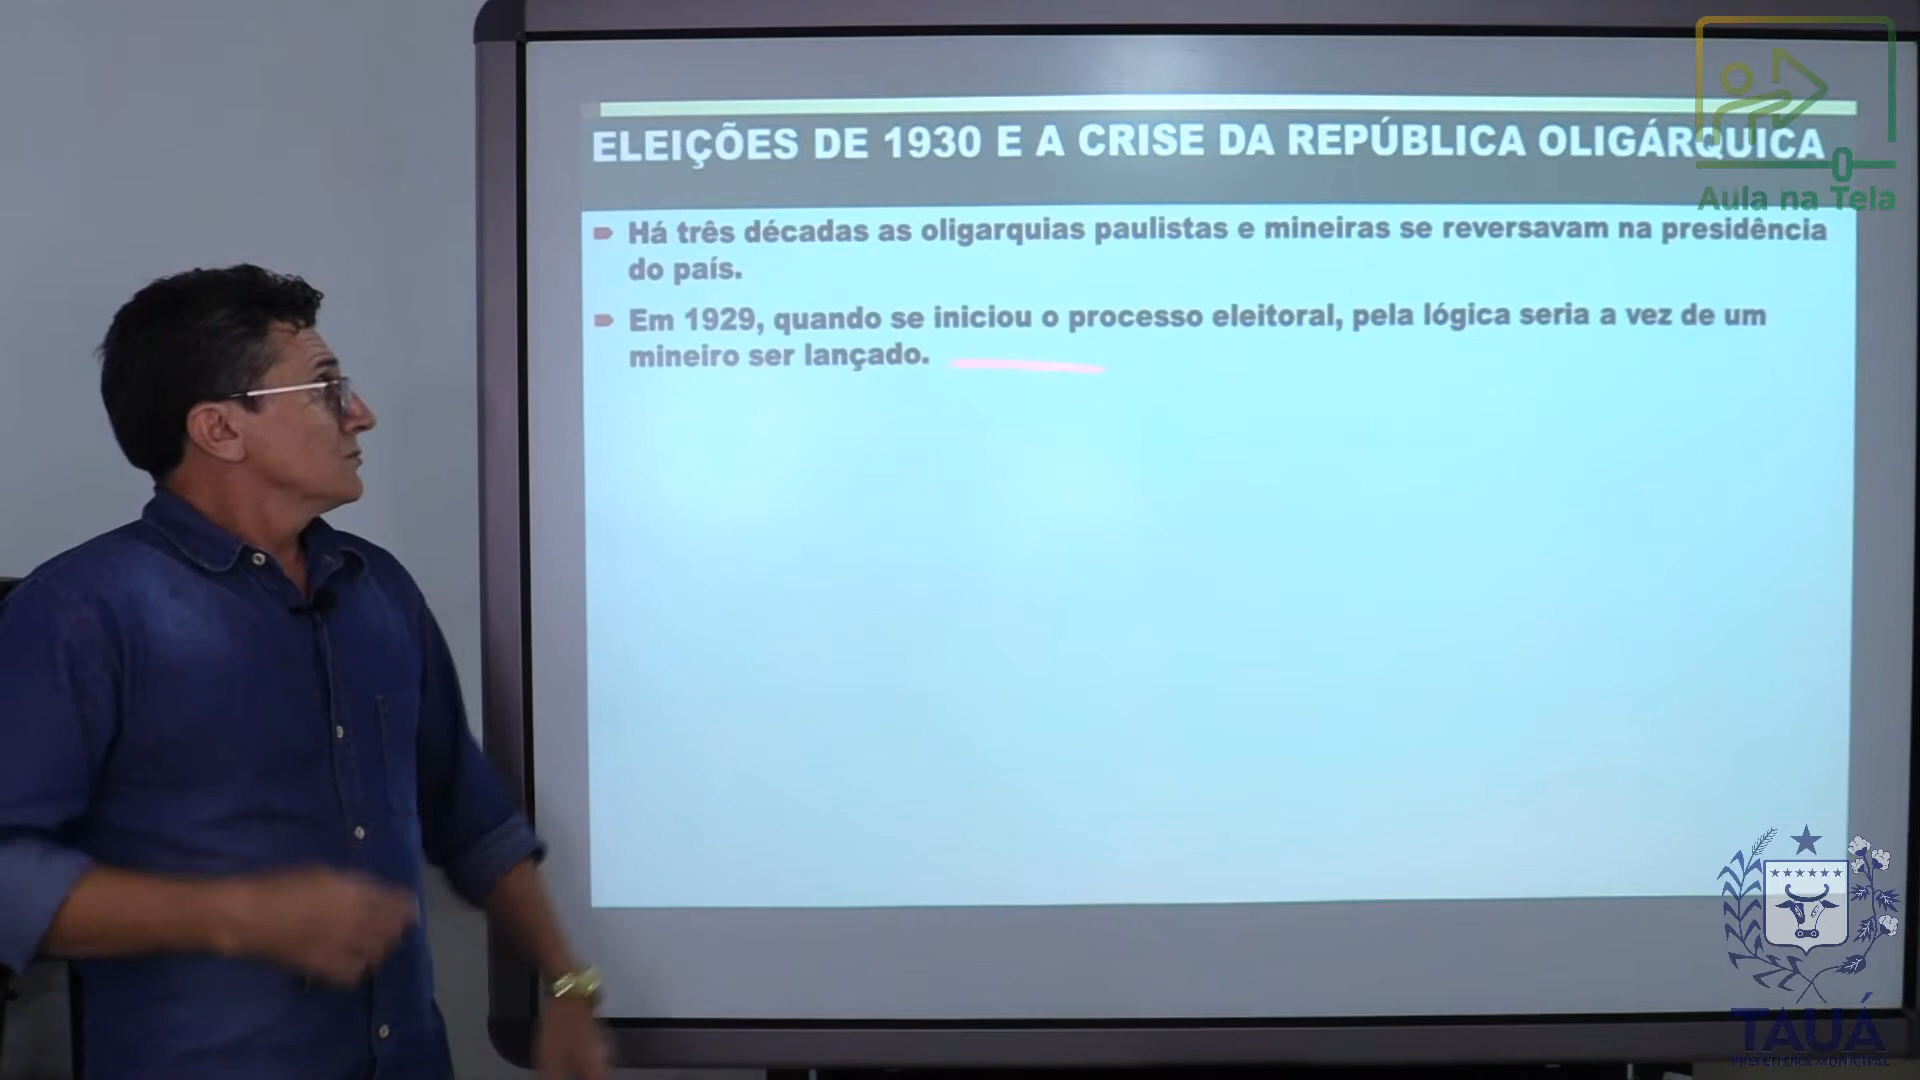 ELEIÇÕES DE 1930 E A CRISE DA REPÚBLICA OLIGÁRQUICA
Aula na Tela
Há três décadas as oligarquias paulistas e mineiras se reversavam na presidência
do país.
Em 1929, quando se iniciou o processo eleitoral, pela lógica seria a vez de um
mineiro ser lançado.
TAUÁ
PREFEITURA MUNICIPAL